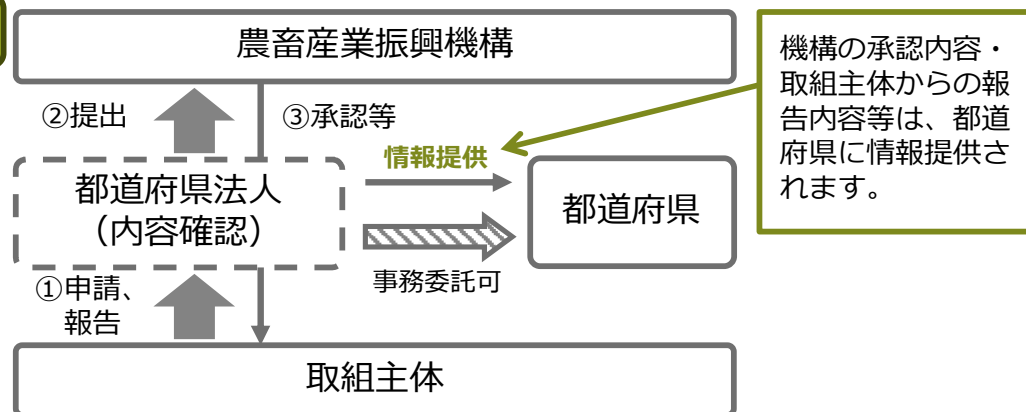 農畜産業振興機構
②提出
③承認等
情報提供
都道府県法人
（内容確認）
都道府県
事務委託可
①申請、
報告
取組主体
機構の承認内容・
取組主体からの報
告内容等は、都道
府県に情報提供さ
れます。